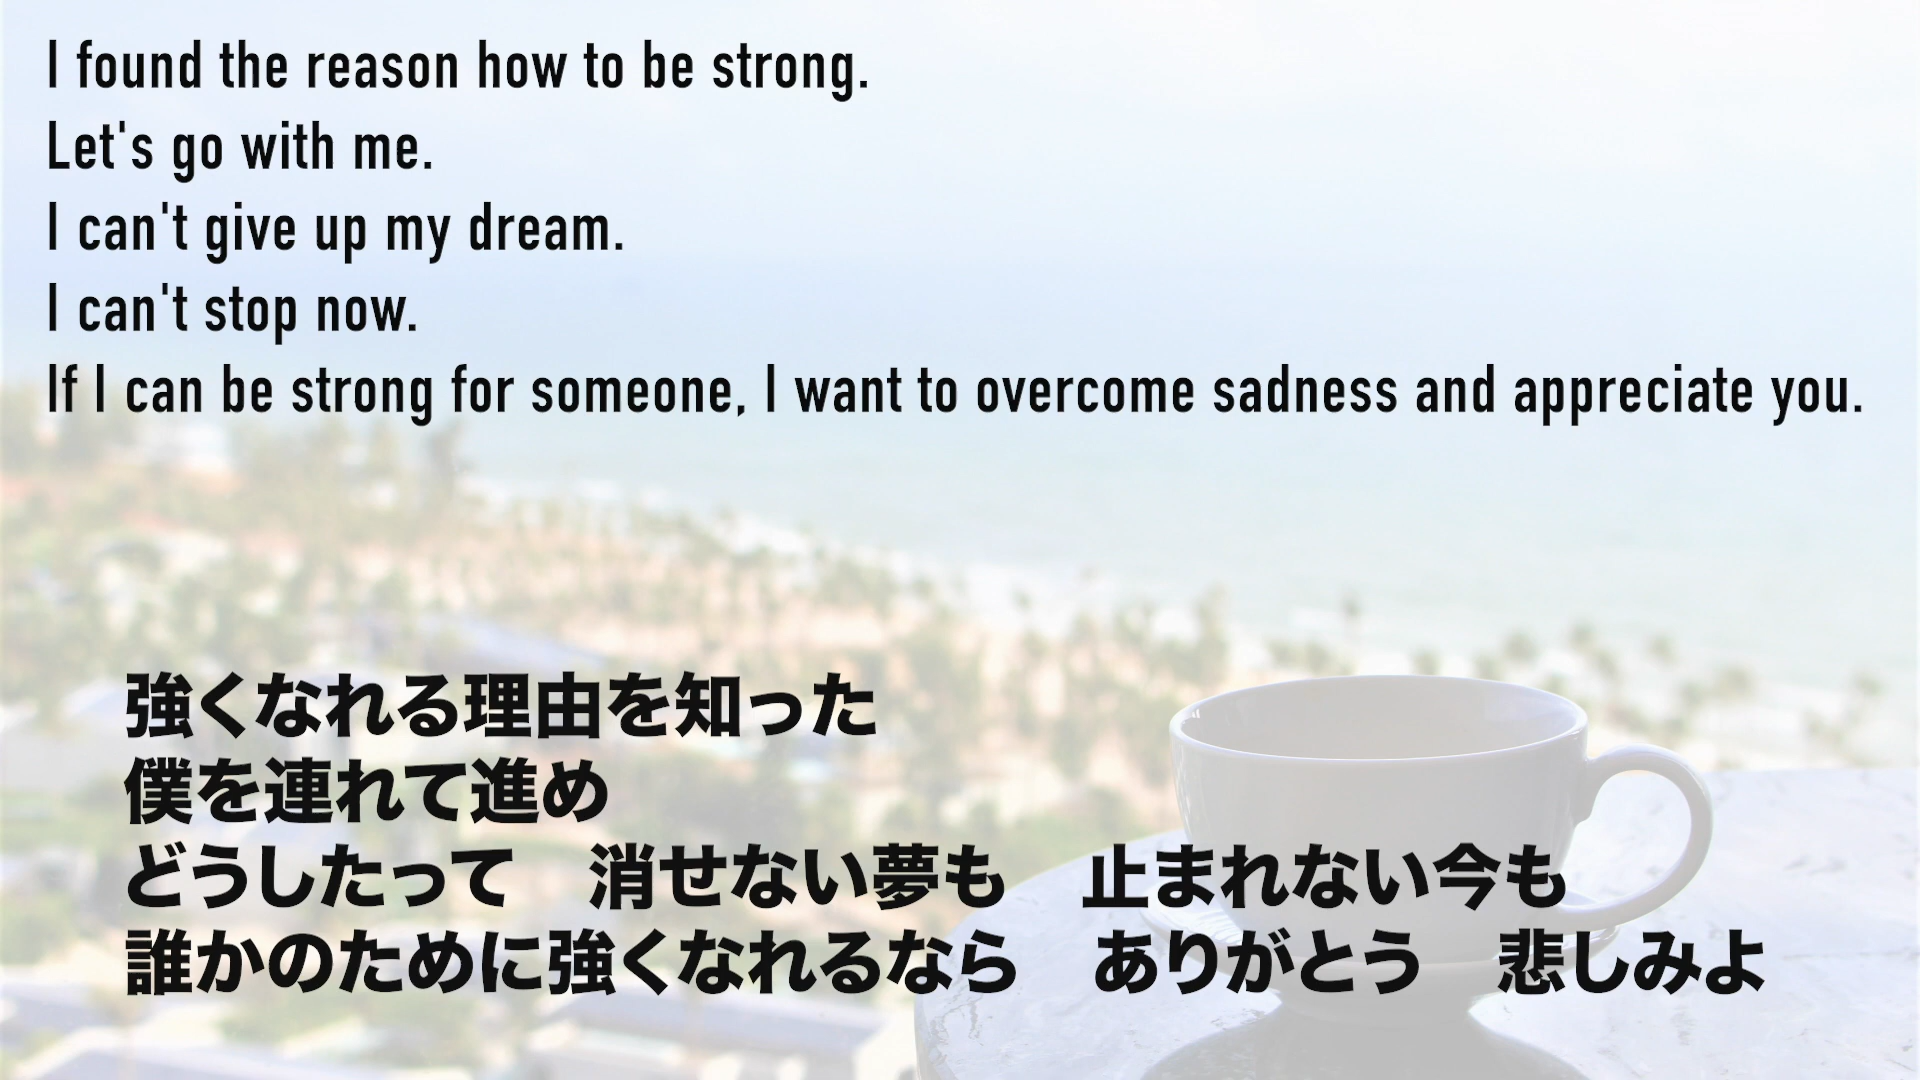 I found the reason how to be strong.
Let's go with me.
I can't give up my dream.
I can't stop now.
If I can be strong for someone, I want to overcome sadness and appreciate you.
強くなれる理由を知った
僕を連れて進め
どうしたって　消せない夢も　止まれない今も
誰かのために強くなれるなら　ありがとう　悲しみよ